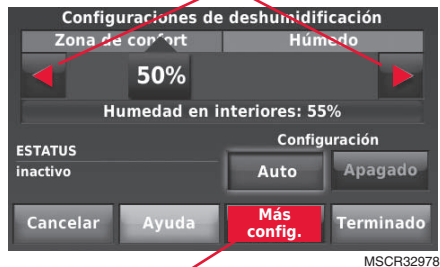 Configuraciones de deshumidificación
Zona de confort Húmedo
50%
Humedad en interiores: 55%
Configuración
ESTATUS
inactivo
Auto Apagado
Cancelar Ayuda Más config. Terminado
MSCR32978